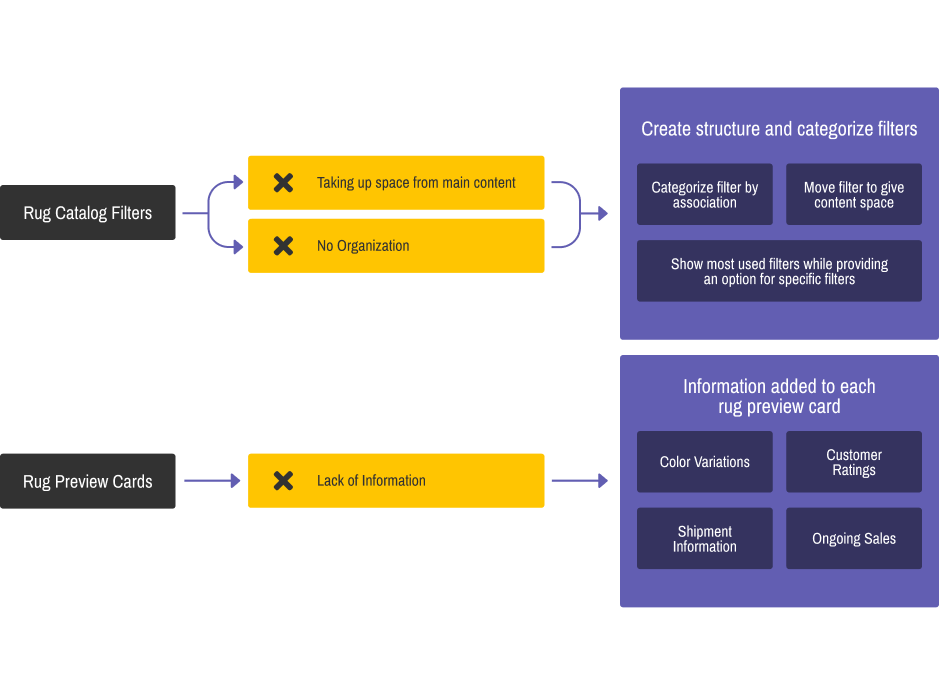 Rug Catalog Filters
Taking up space from main content
No Organization
Create structure and categorize filters
Categorize filter by
association
Move filter to give
content space
Show most used filters while providing
an option for specific filters
Rug Preview Cards
Lack of Information
Information added to each
rug preview card
Color Variations
Customer
Ratings
Shipment
Information
Ongoing Sales